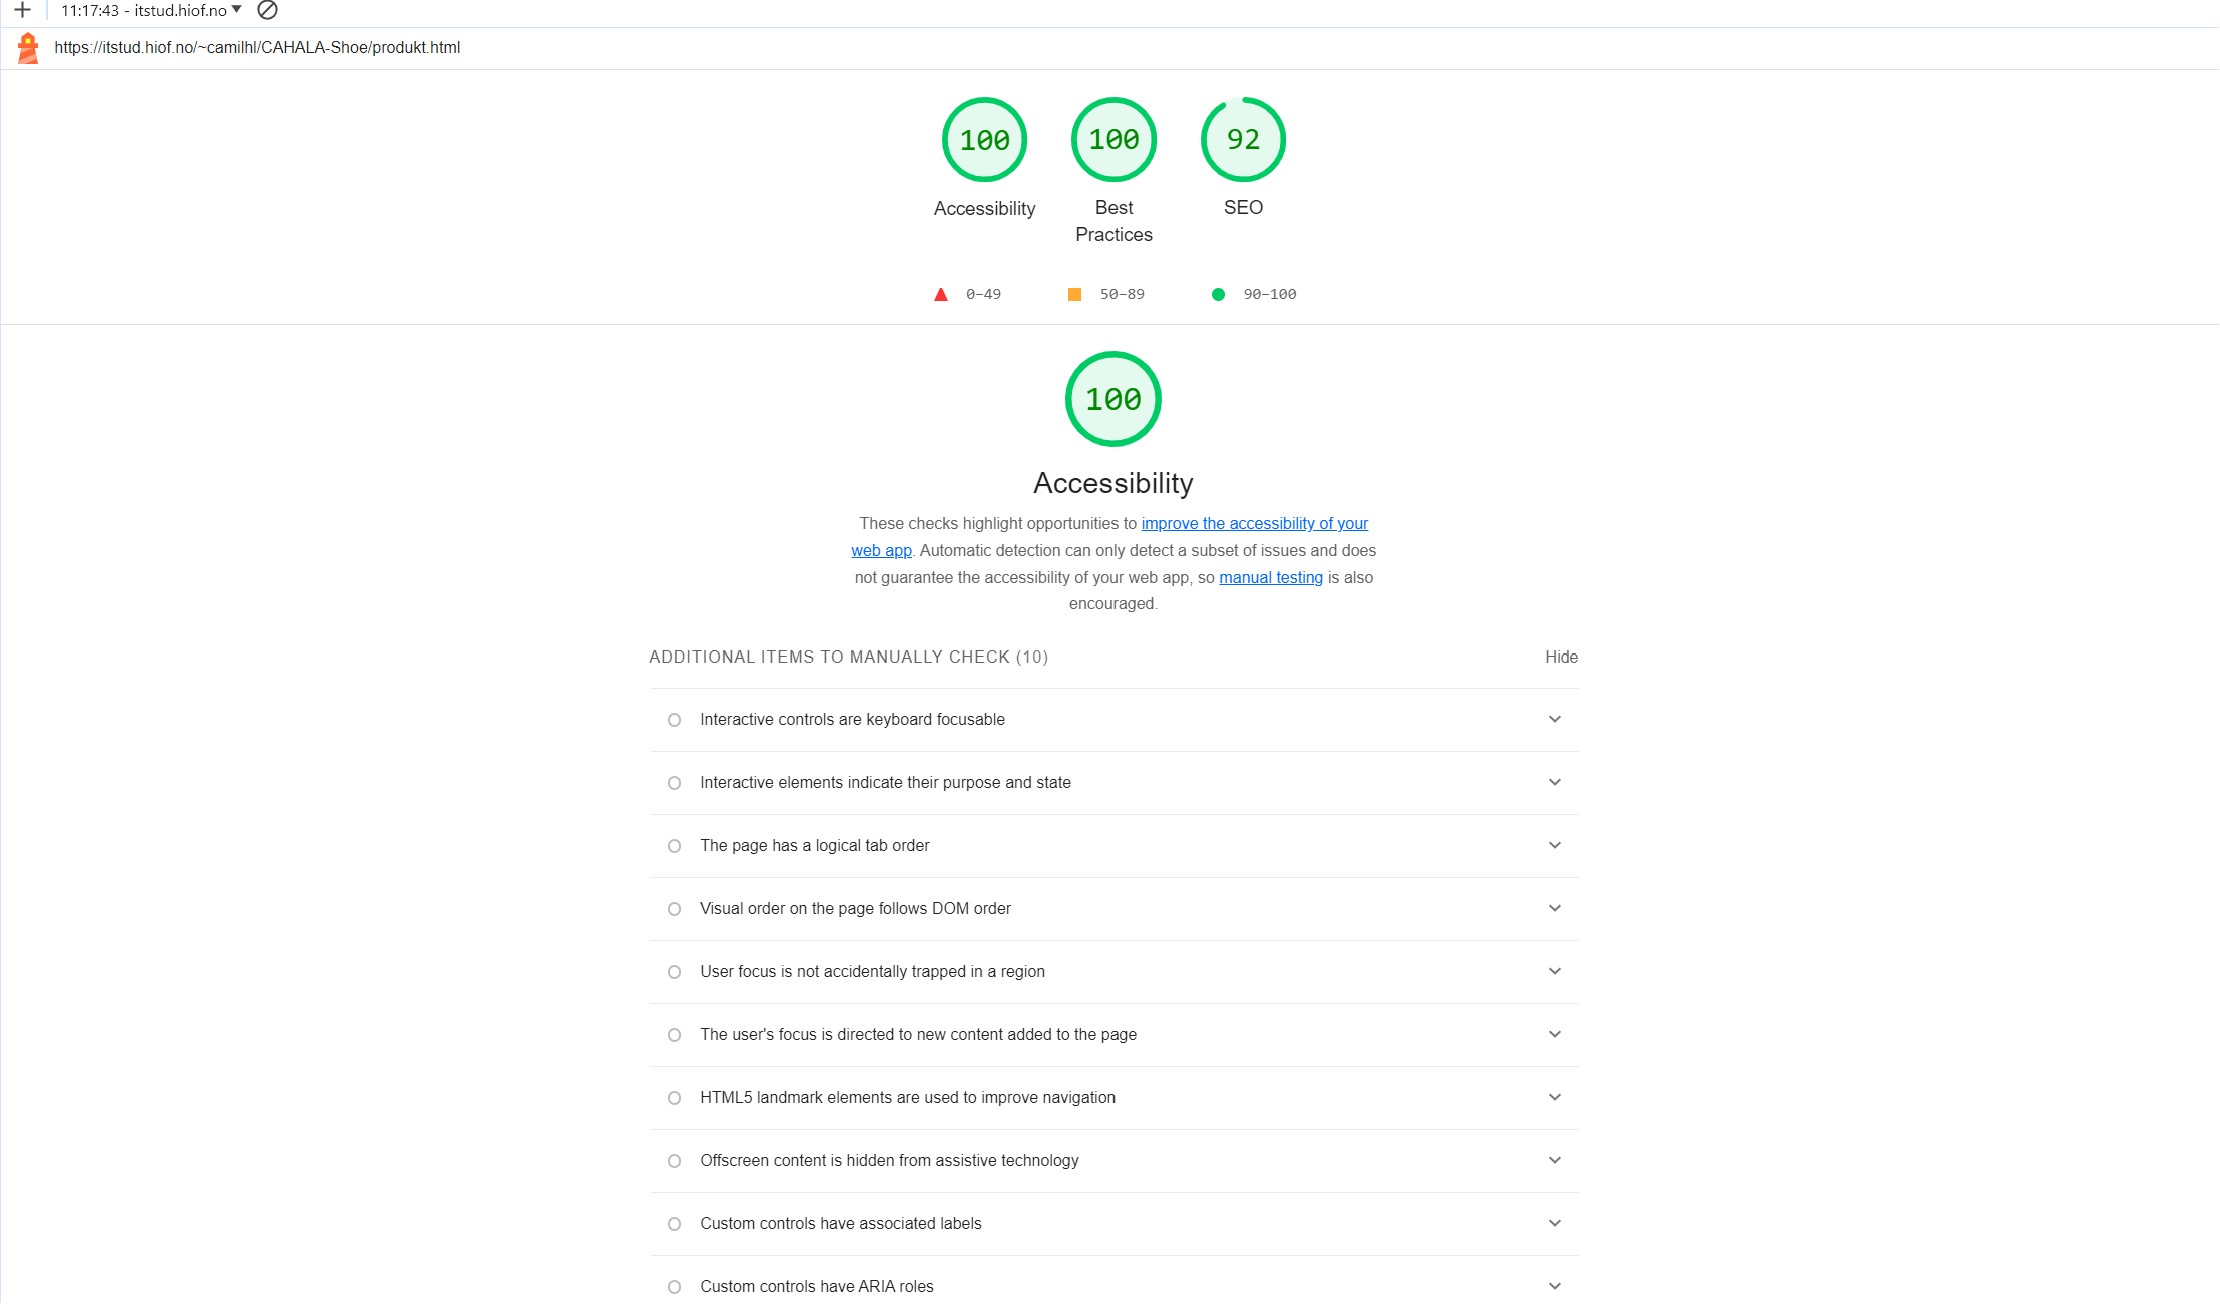 11:17:43 - itstud.hiof.no
https://itstud.hiof.no/~camilhl/CAHALA-Shoe/produkt.html
100
100
92
Accessibility
Best
Practices
SEO
0–49
50–89
90–100
100
Accessibility
These checks highlight opportunities to improve the accessibility of your
web app. Automatic detection can only detect a subset of issues and does
not guarantee the accessibility of your web app, so manual testing is also
encouraged.
ADDITIONAL ITEMS TO MANUALLY CHECK (10)
Hide
Interactive controls are keyboard focusable
Interactive elements indicate their purpose and state
The page has a logical tab order
Visual order on the page follows DOM order
User focus is not accidentally trapped in a region
The user's focus is directed to new content added to the page
HTML5 landmark elements are used to improve navigation
Offscreen content is hidden from assistive technology
Custom controls have associated labels
Custom controls have ARIA roles